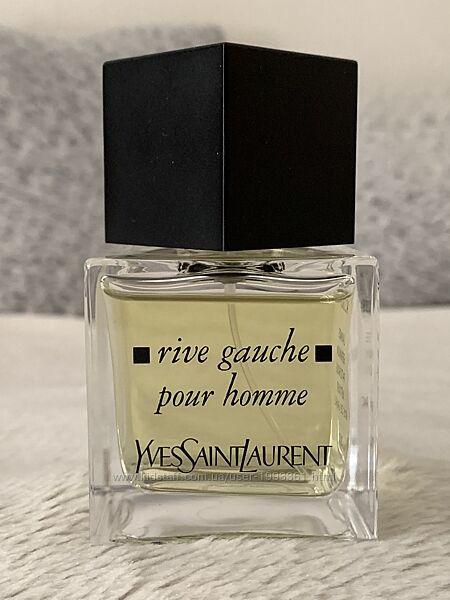 ■ rive gauche ■
pour homme
YVESSAINTLAURENT